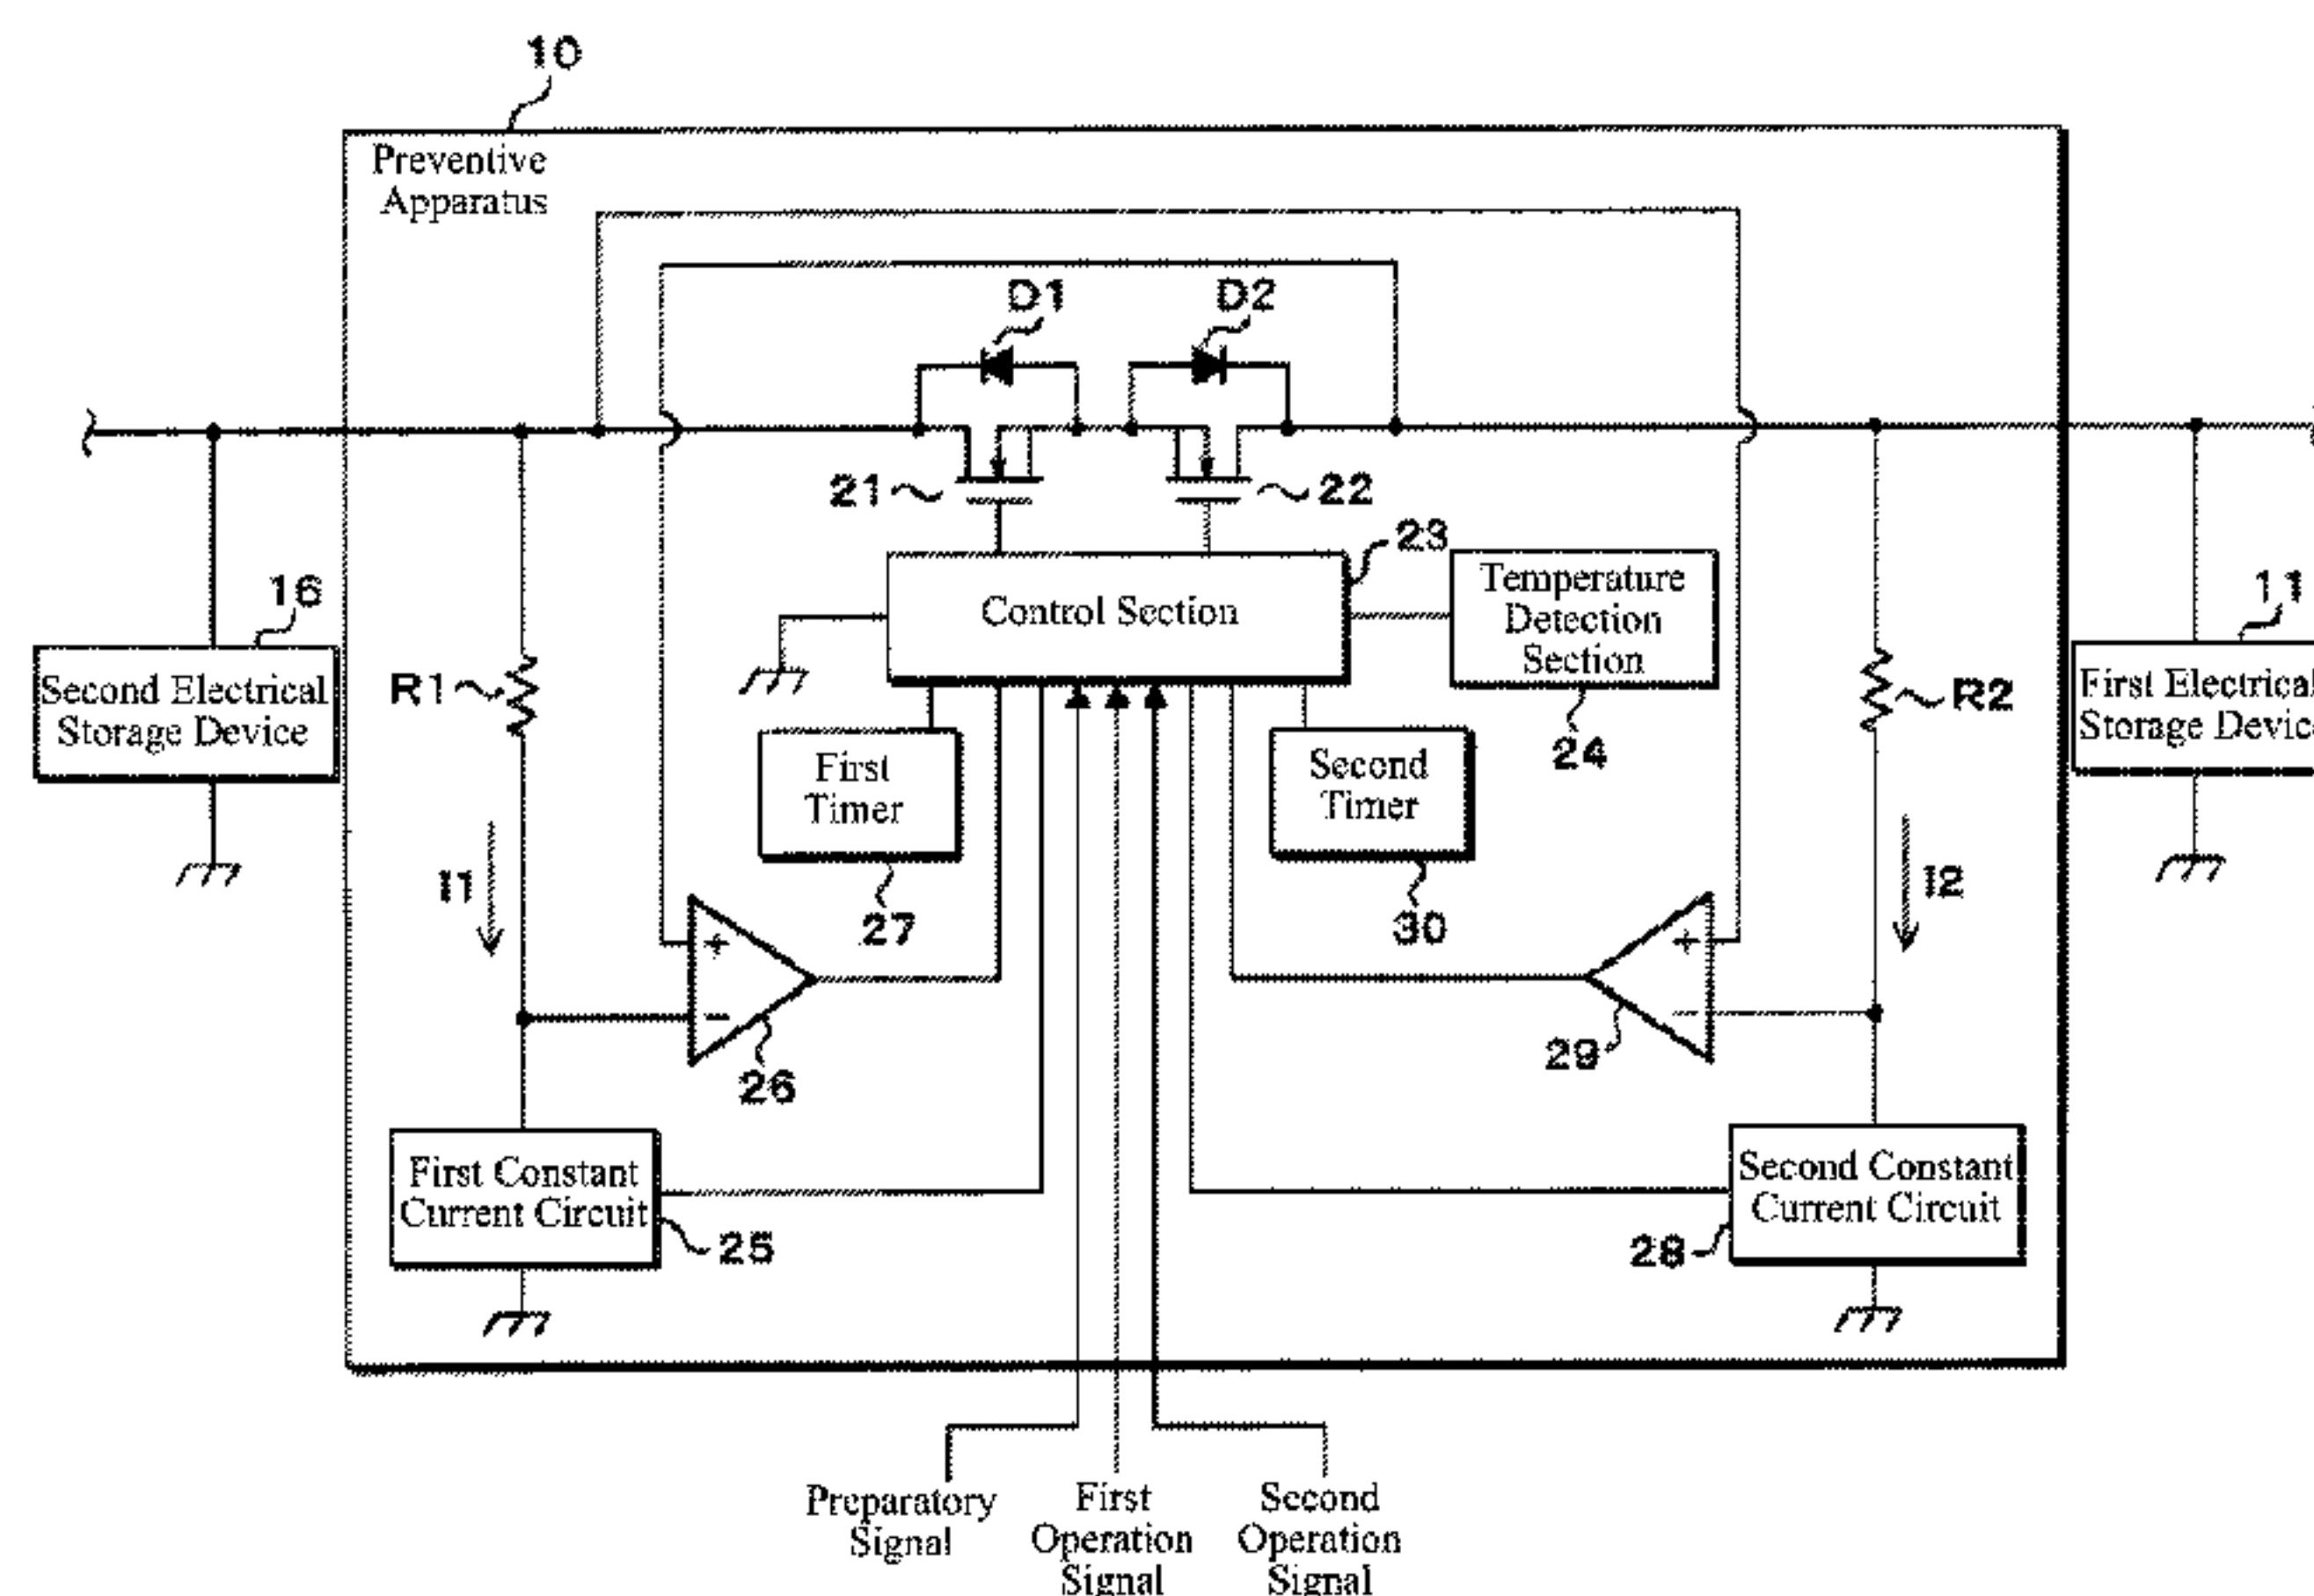 10
Preventive
Apparatus
D1
D2
21
22
23
Control Section
Temperature
Detection
Section
24
16
Second Electrical
Storage Device
R1
R2
11
First Electrical
Storage Device
First
Timer
27
Second
Timer
30
I1
I2
+
-
26
+
-
29
First Constant
Current Circuit
25
Second Constant
Current Circuit
28
Preparatory
Signal
First
Operation
Signal
Second
Operation
Signal